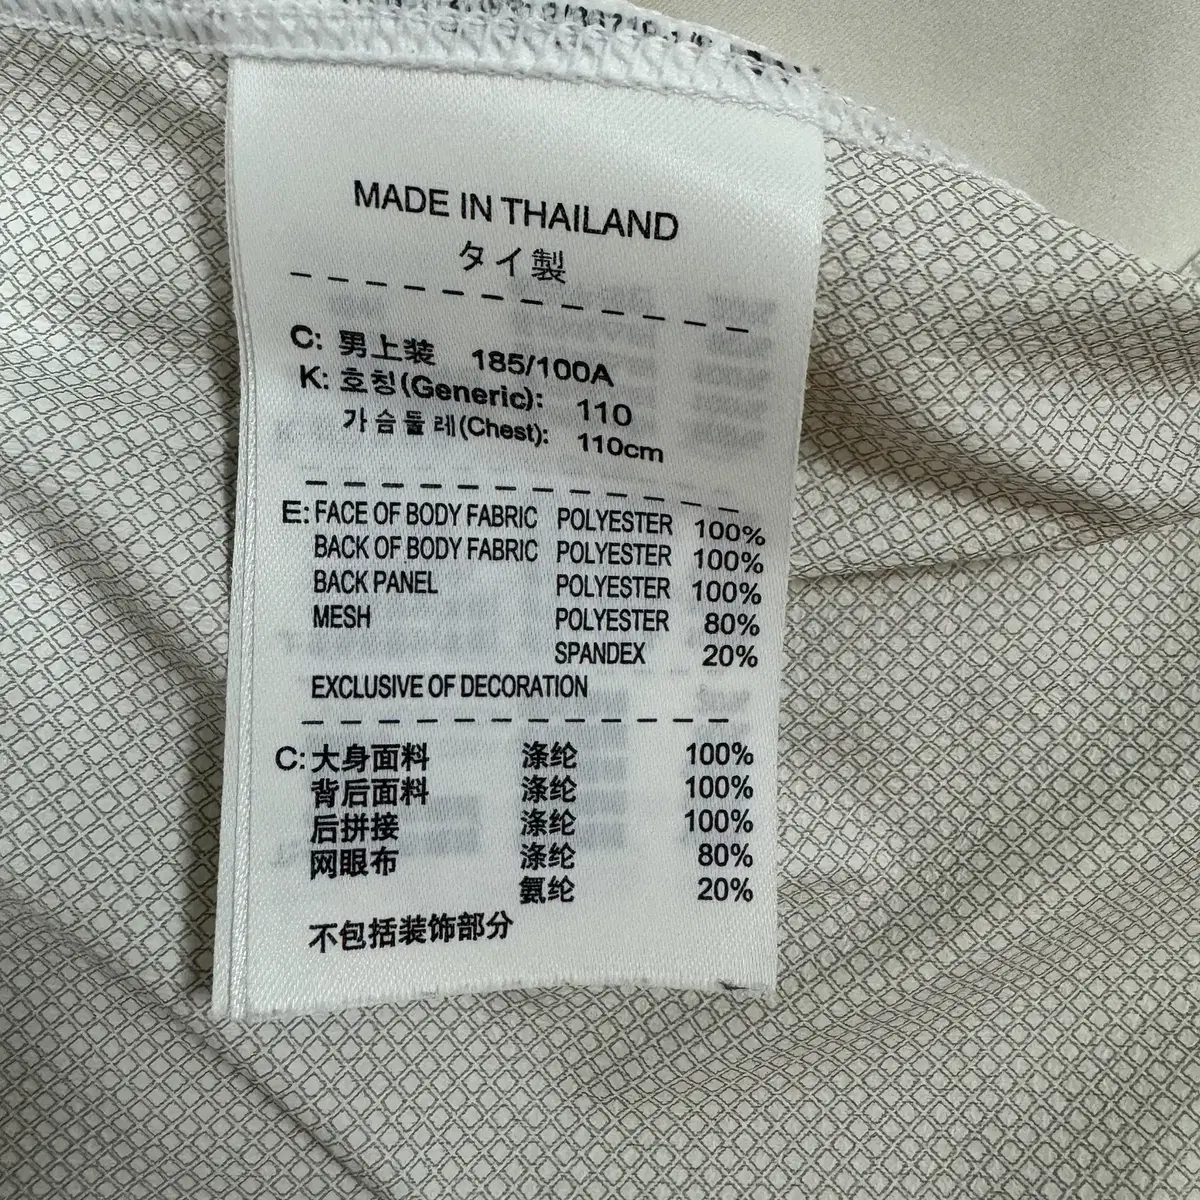 MADE IN THAILAND
タイ製
C: 男上装 185/100A
K: 호칭(Generic): 110
가슴둘레(Chest): 110cm
E: FACE OF BODY FABRIC POLYESTER 100%
BACK OF BODY FABRIC POLYESTER 100%
BACK PANEL POLYESTER 100%
MESH POLYESTER 80%
SPANDEX 20%
EXCLUSIVE OF DECORATION
C: 大身面料 涤纶 100%
背后面料 涤纶 100%
后拼接 涤纶 100%
网眼布 涤纶 80%
氨纶 20%
不包括装饰部分